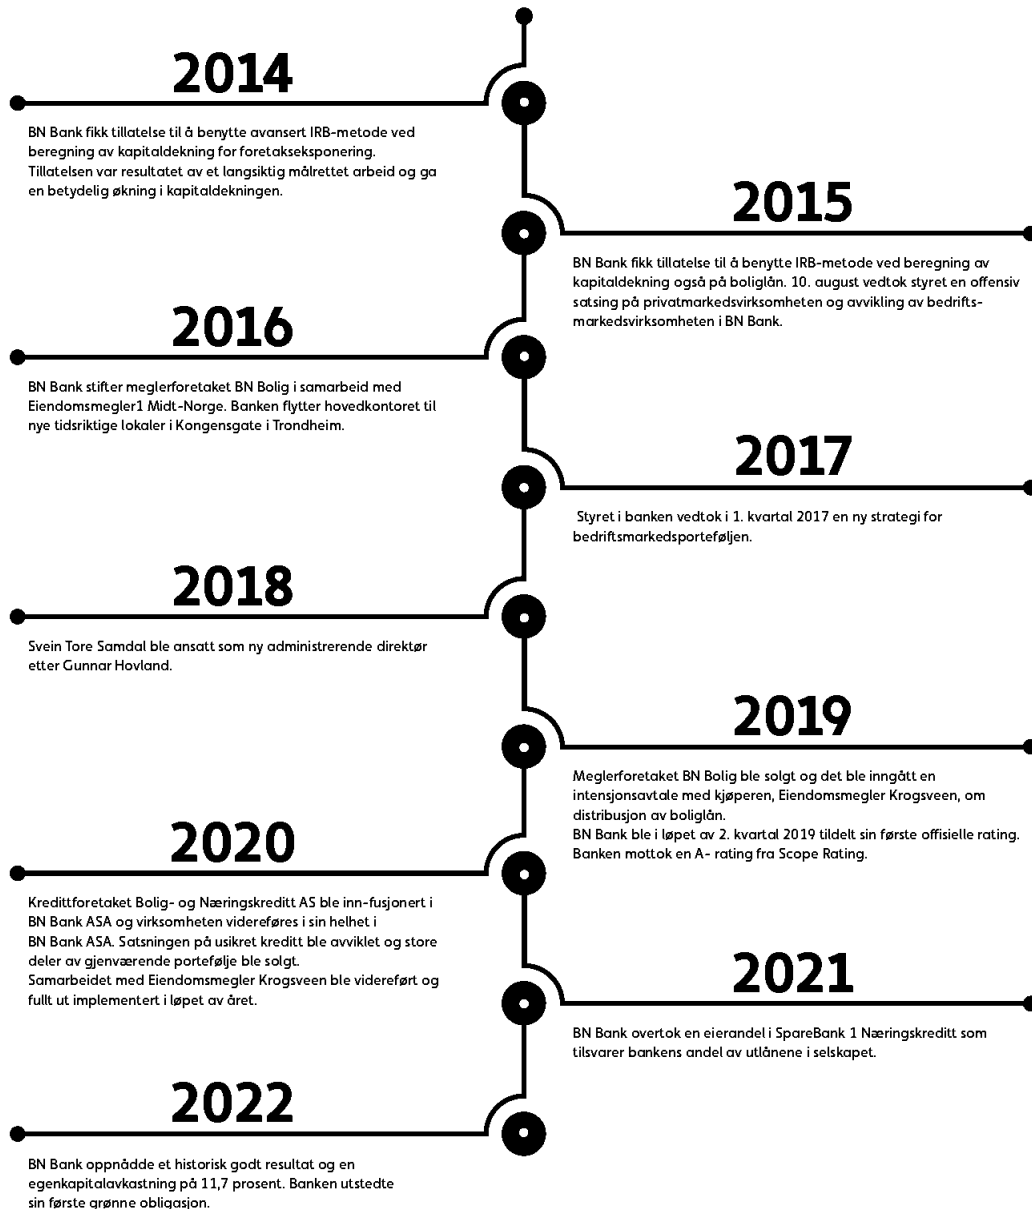 2014
BN Bank fikk tillatelse til å benytte avansert IRB-metode ved
beregning av kapitaldekning for foretakseksponering.
Tillatelsen var resultatet av et langsiktig målrettet arbeid og ga
en betydelig økning i kapitaldekningen.
2015
BN Bank fikk tillatelse til å benytte IRB-metode ved beregning av
kapitaldekning også på boliglån. 10. august vedtok styret en offensiv
satsing på privatmarkedsvirksomheten og avvikling av bedrifts-
markedsvirksomheten i BN Bank.
2016
BN Bank stifter meglerforetaket BN Bolig i samarbeid med
Eiendomsmegler1 Midt-Norge. Banken flytter hovedkontoret til
nye tidsriktige lokaler i Kongensgate i Trondheim.
2017
Styret i banken vedtok i 1. kvartal 2017 en ny strategi for
bedriftsmarkedsporteføljen.
2018
Svein Tore Samdal ble ansatt som ny administrerende direktør
etter Gunnar Hovland.
2019
Meglerforetaket BN Bolig ble solgt og det ble inngått en
intensjonsavtale med kjøperen, Eiendomsmegler Krogsveen, om
distribusjon av boliglån.
BN Bank ble i løpet av 2. kvartal 2019 tildelt sin første offisielle rating.
Banken mottok en A- rating fra Scope Rating.
2020
Kredittforetaket Bolig- og Næringskreditt AS ble inn-fusjonert i
BN Bank ASA og virksomheten videreføres i sin helhet i
BN Bank ASA. Satsningen på usikret kreditt ble avviklet og store
deler av gjenværende portefølje ble solgt.
Samarbeidet med Eiendomsmegler Krogsveen ble videreført og
fullt ut implementert i løpet av året.
2021
BN Bank overtok en eierandel i SpareBank 1 Næringskreditt som
tilsvarer bankens andel av utlånene i selskapet.
2022
BN Bank oppnådde et historisk godt resultat og en
egenkapitalavkastning på 11,7 prosent. Banken utstedte
sin første grønne obligasjon.